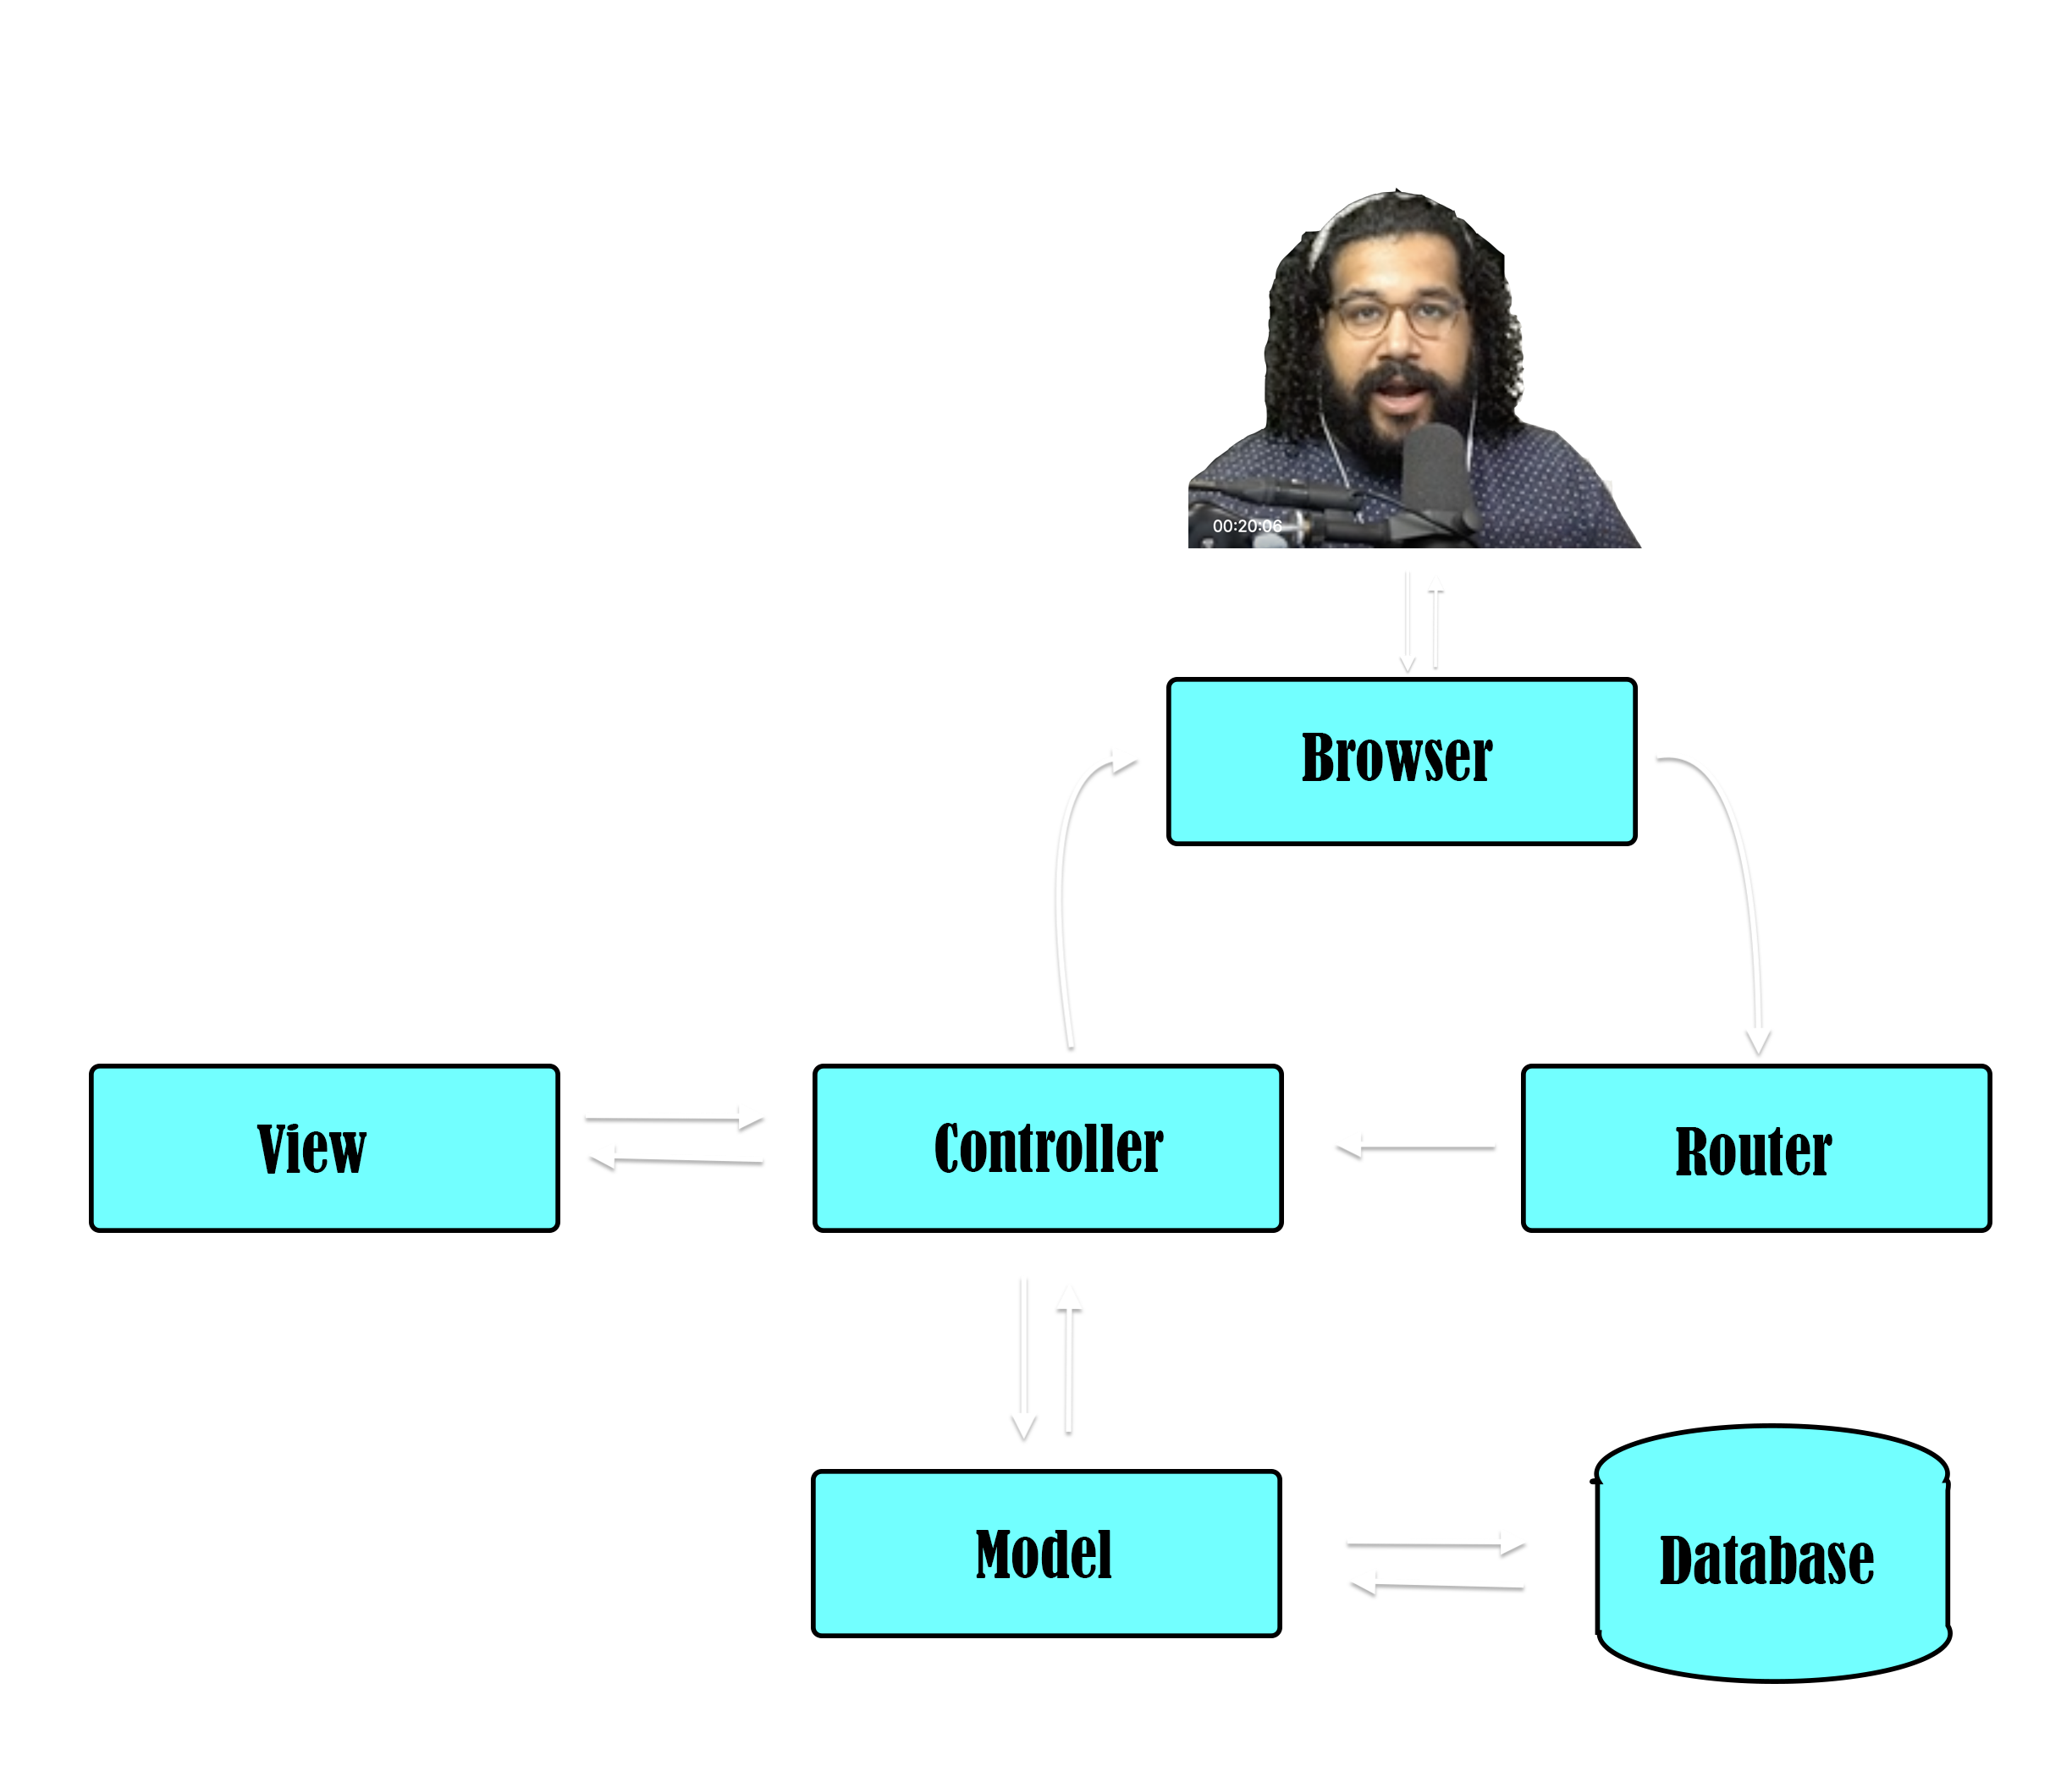 00:20:06
Browser
View
Controller
Router
Model
Database